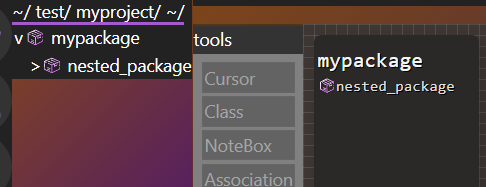 ~/ test/ myproject/ ~/
v mypackage
> nested_package
tools
Cursor
Class
NoteBox
Association
mypackage
nested_package